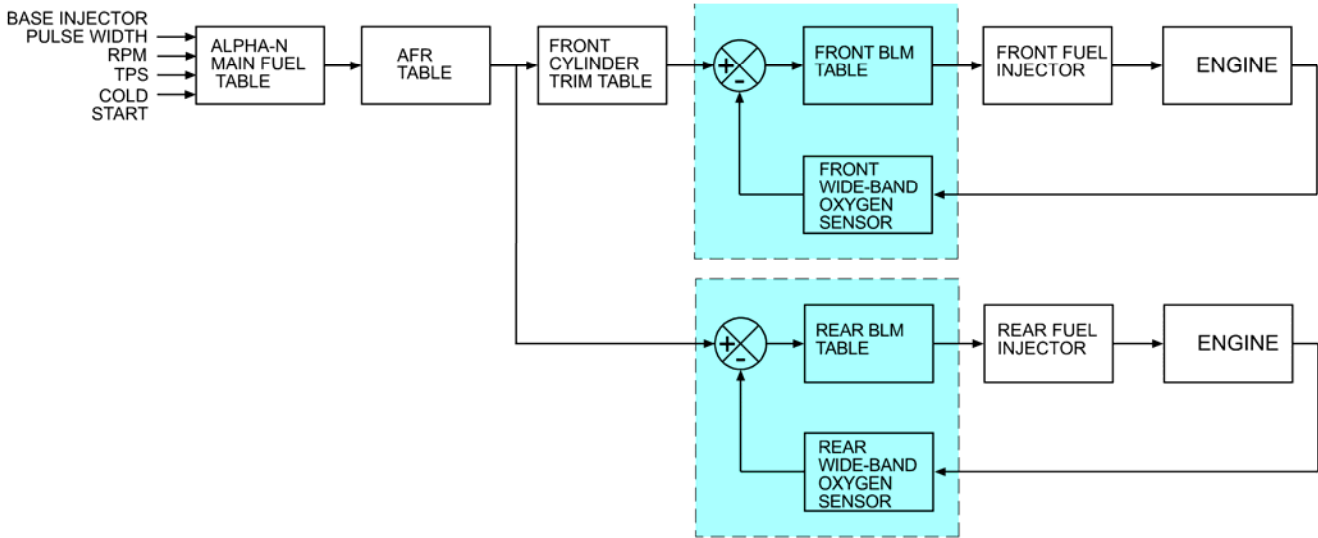 BASE INJECTOR
PULSE WIDTH
RPM
TPS
COLD
START
ALPHA-N
MAIN FUEL
TABLE
AFR
TABLE
FRONT
CYLINDER
TRIM TABLE
+
-
FRONT BLM
TABLE
FRONT FUEL
INJECTOR
ENGINE
FRONT
WIDE-BAND
OXYGEN
SENSOR
+
-
REAR BLM
TABLE
REAR FUEL
INJECTOR
ENGINE
REAR
WIDE-BAND
OXYGEN
SENSOR